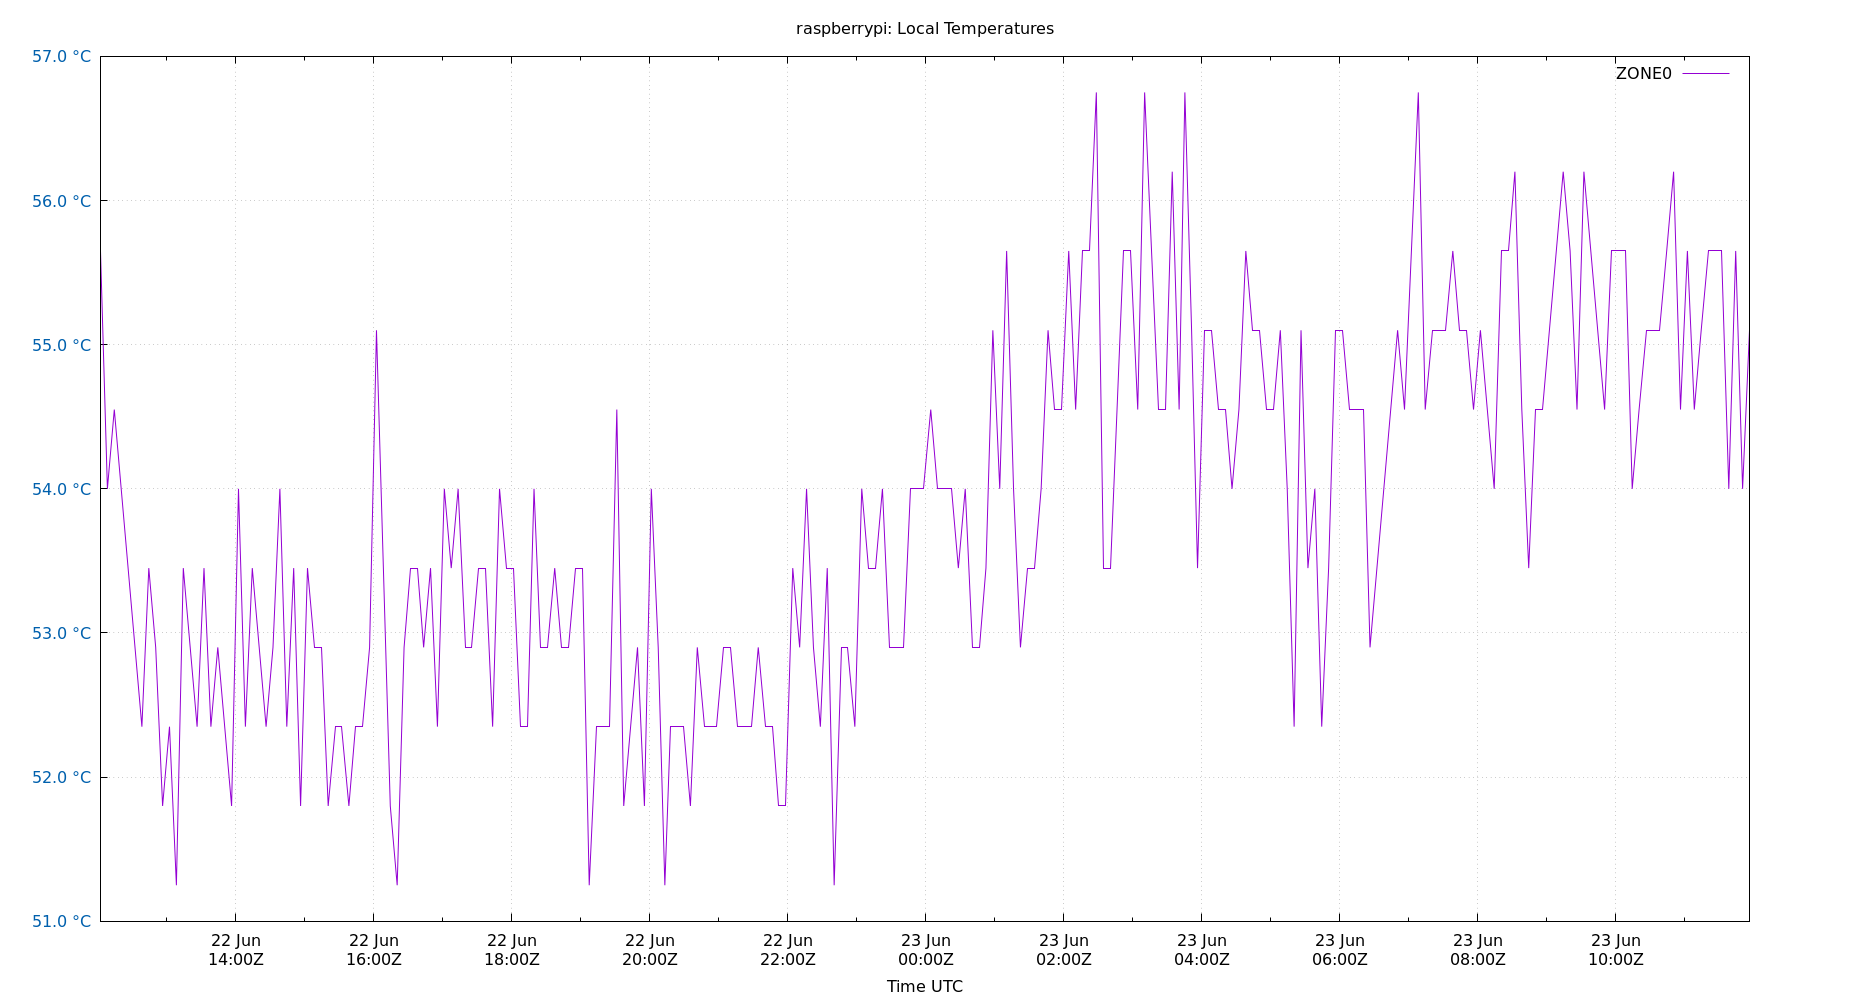 raspberrypi: Local Temperatures
57.0 °C
ZONE0
56.0 °C
55.0 °C
54.0 °C
53.0 °C
52.0 °C
51.0 °C
22 Jun 22 Jun 22 Jun 22 Jun 22 Jun 23 Jun 23 Jun 23 Jun 23 Jun 23 Jun 23 Jun
14:00Z 16:00Z 18:00Z 20:00Z 22:00Z 00:00Z 02:00Z 04:00Z 06:00Z 08:00Z 10:00Z
Time UTC